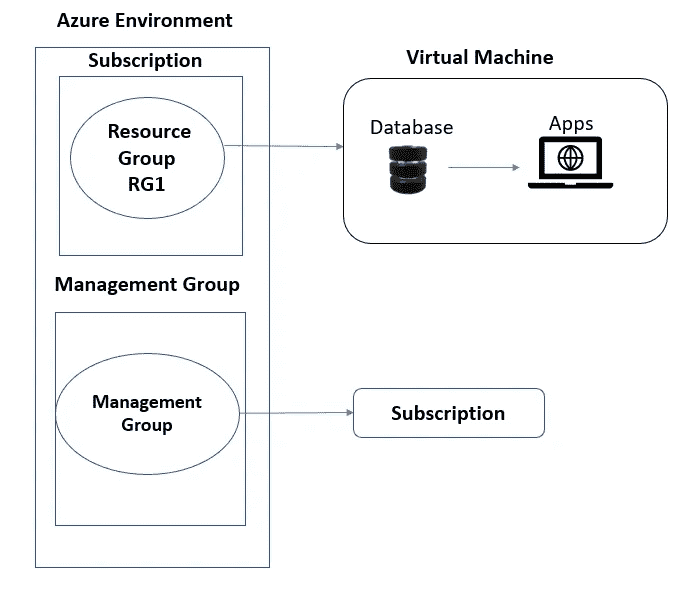 Azure Environment
Subscription
Virtual Machine
Resource
Group
RG1
Database
Apps
Management Group
Management
Group
Subscription